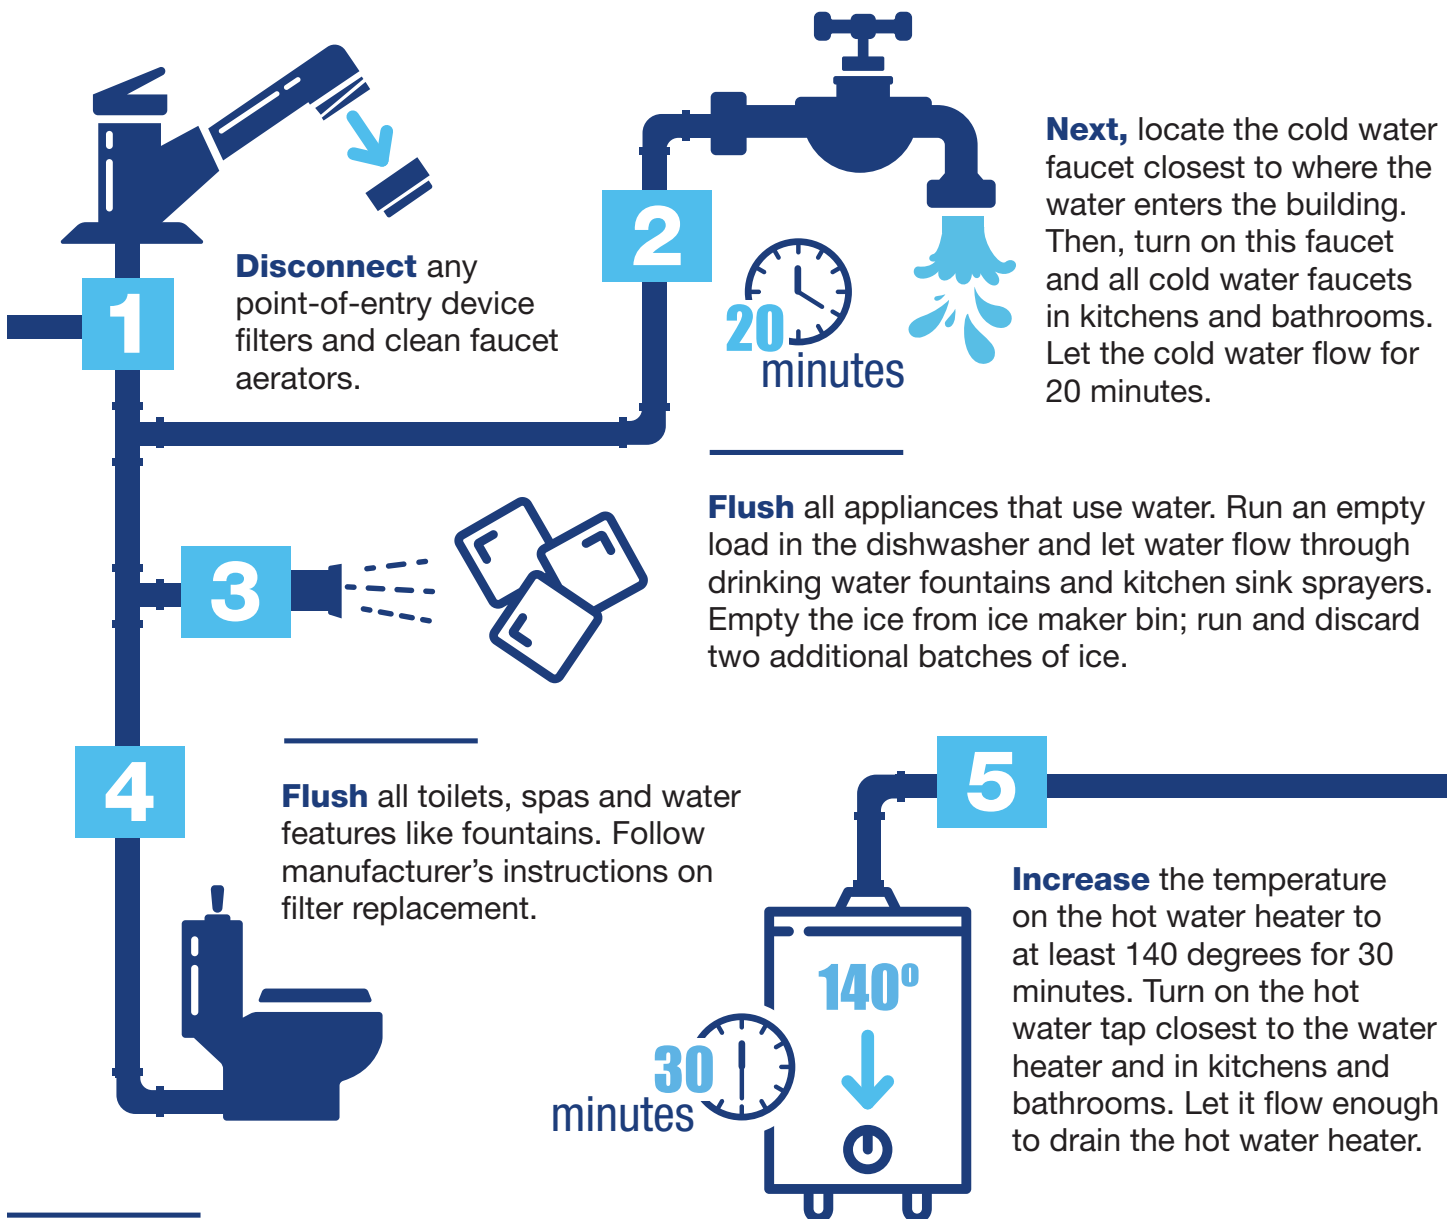 1
Disconnect any
point-of-entry device
filters and clean faucet
aerators.
2
20
minutes
Next, locate the cold water
faucet closest to where the
water enters the building.
Then, turn on this faucet
and all cold water faucets
in kitchens and bathrooms.
Let the cold water flow for
20 minutes.
3
Flush all appliances that use water. Run an empty
load in the dishwasher and let water flow through
drinking water fountains and kitchen sink sprayers.
Empty the ice from ice maker bin; run and discard
two additional batches of ice.
4
Flush all toilets, spas and water
features like fountains. Follow
manufacturer’s instructions on
filter replacement.
5
140º
30
minutes
Increase the temperature
on the hot water heater to
at least 140 degrees for 30
minutes. Turn on the hot
water tap closest to the water
heater and in kitchens and
bathrooms. Let it flow enough
to drain the hot water heater.